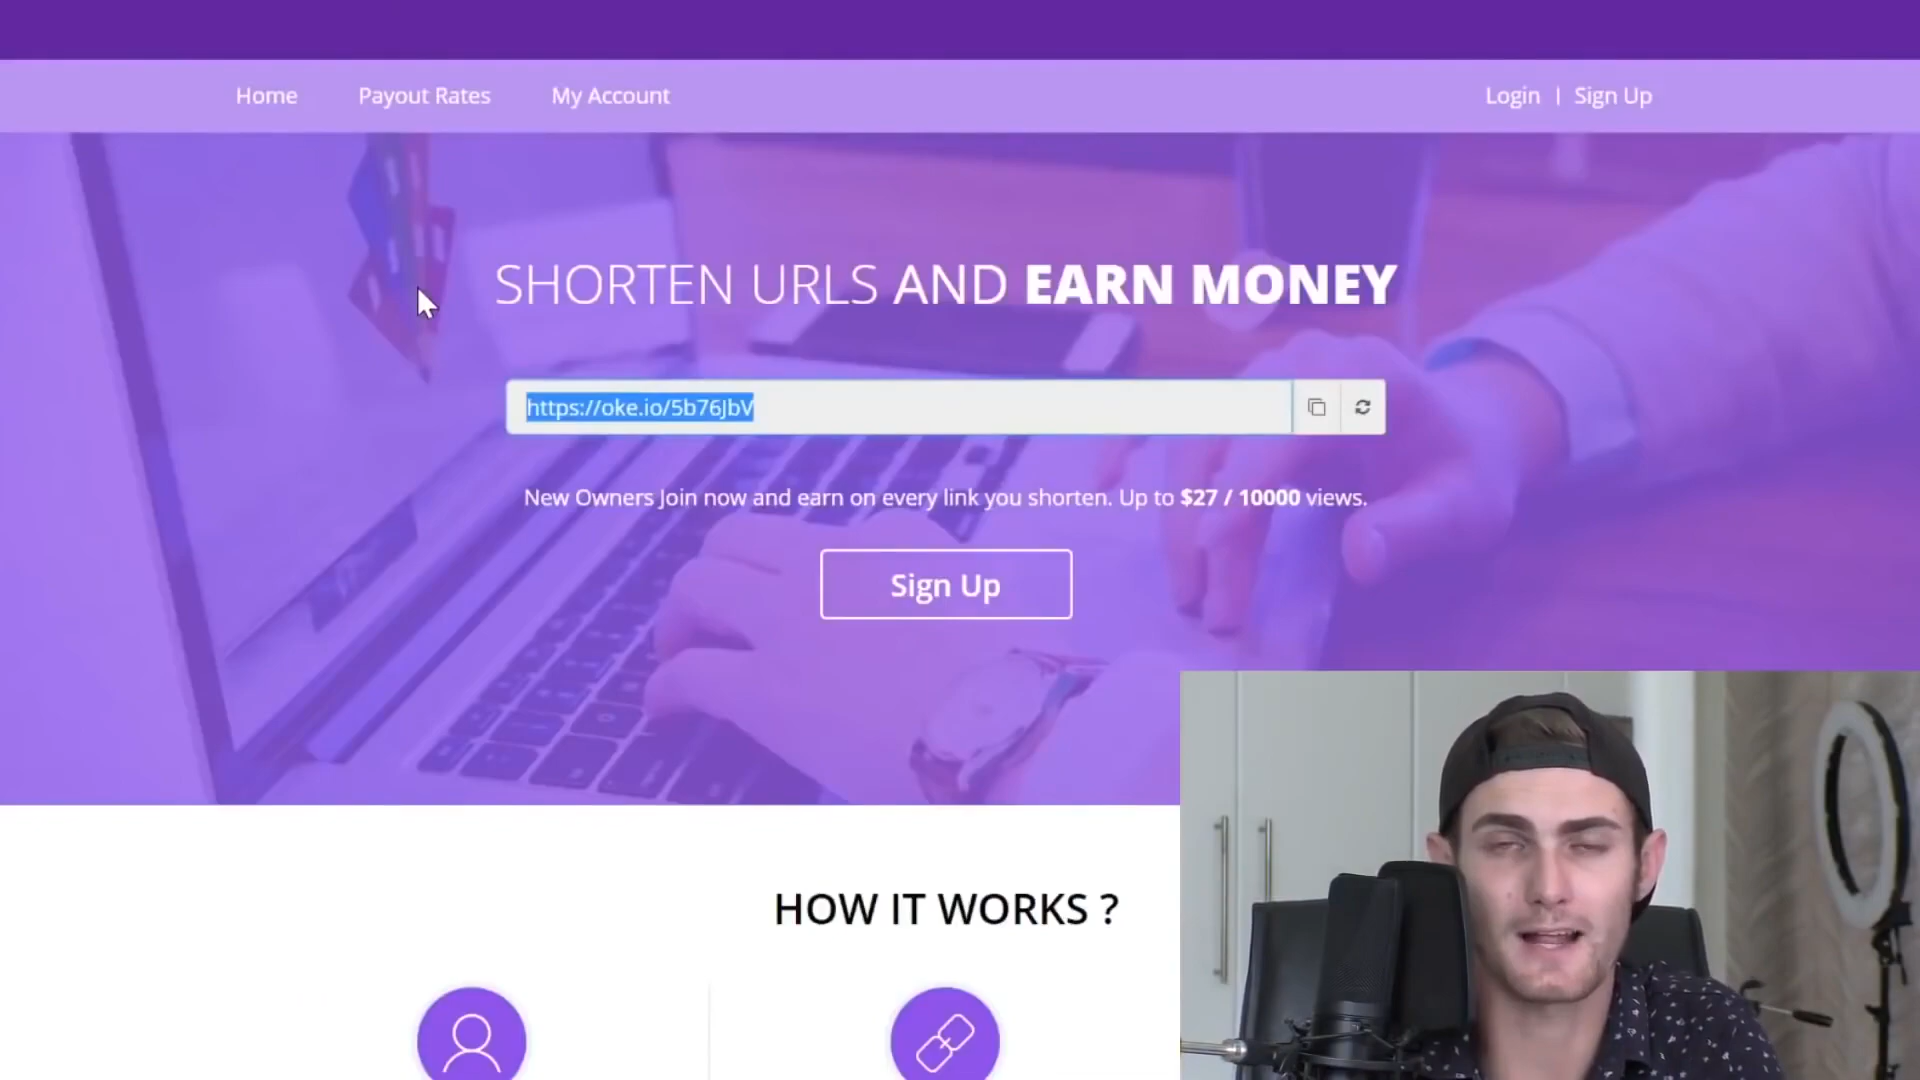 Home Payout Rates My Account Login | Sign Up
SHORTEN URLS AND EARN MONEY
https://oke.io/5b76JbV
New Owners Join now and earn on every link you shorten. Up to $27 / 10000 views.
Sign Up
HOW IT WORKS ?